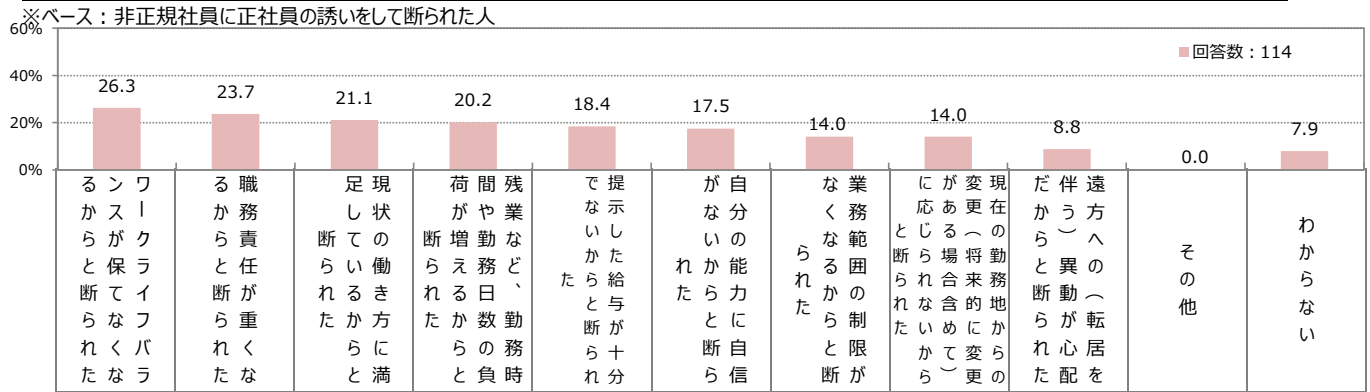 ※ベース：非正規社員に正社員の誘いをして断られた人
60%
40%
20%
0%
■回答数：114
26.3
23.7
21.1
20.2
18.4
17.5
14.0
14.0
8.8
0.0
7.9
ワークライフバラ
ンスが保てなくな
るからと断られた
職務責任が重くな
るからと断られた
現状の働き方に満
足しているからと
断られた
残業など、勤務時
間や勤務日数の負
荷が増えるからと
断られた
提示した給与が十分
でないからと断られ
た
自分の能力に自信
がないからと断ら
れた
業務範囲の制限が
なくなるからと断
られた
現在の勤務地からの
変更（将来的に変更
がある場合含めて）
に応じられないから
と断られた
遠方への（転居を
伴う）異動が心配
だからと断られた
その他
わからない